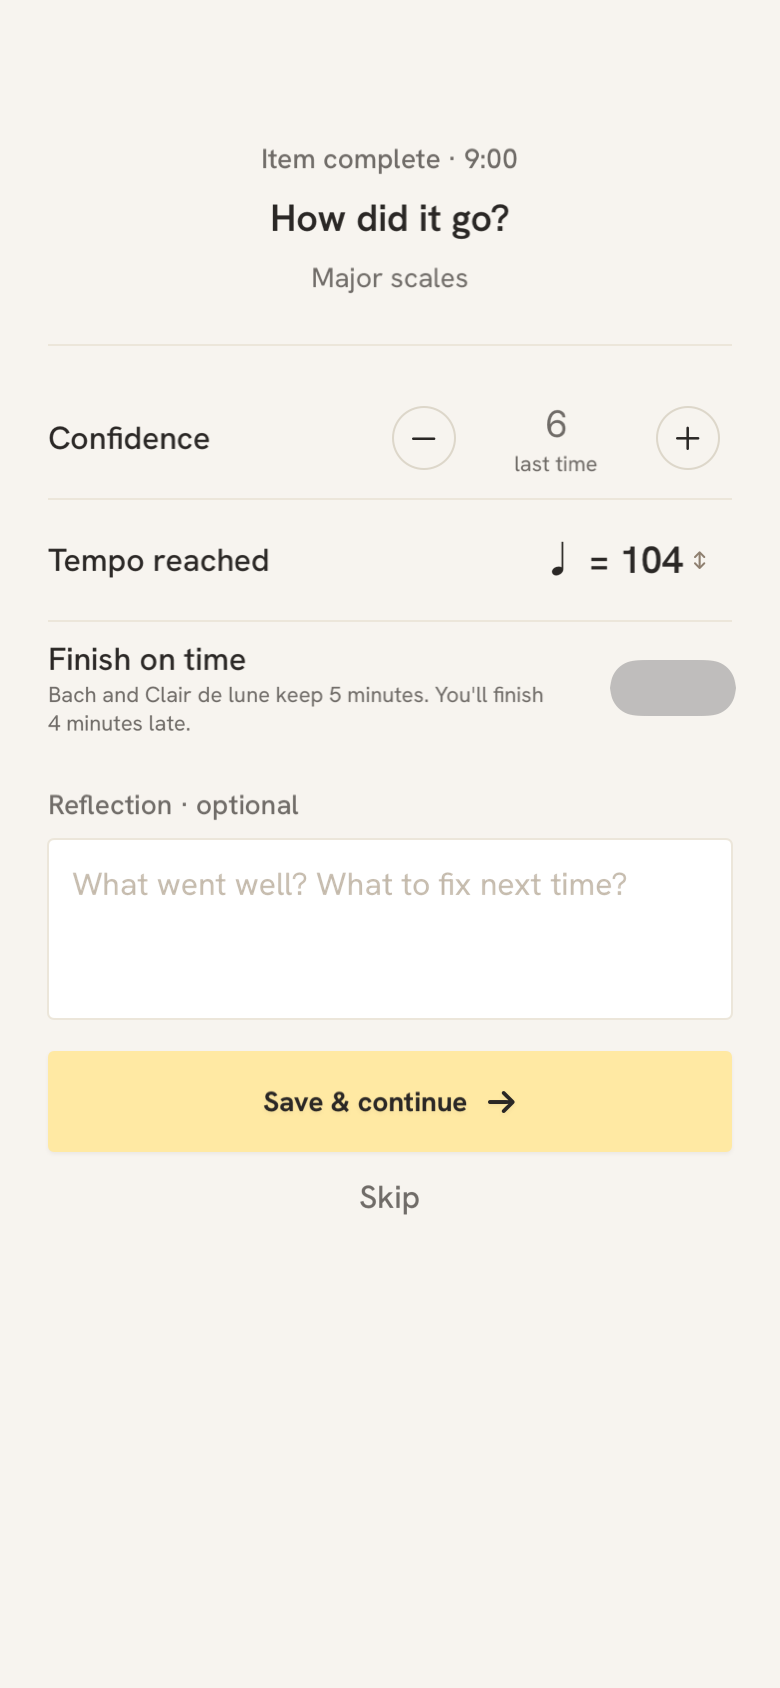 Item complete · 9:00
How did it go?
Major scales
Confidence
6
last time
Tempo reached
♩ = 104
Finish on time
Bach and Clair de lune keep 5 minutes. You'll finish
4 minutes late.
Reflection · optional
What went well? What to fix next time?
Save & continue →
Skip